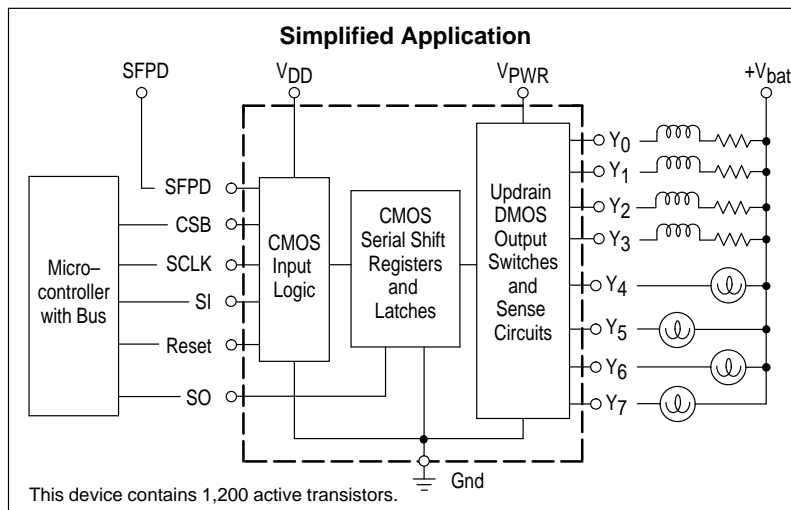 Simplified Application
SFPD
VDD
VPWR
+Vbat
SFPD
CSB
SCLK
SI
Reset
SO
Micro–
controller
with Bus
CMOS
Input
Logic
CMOS
Serial Shift
Registers
and
Latches
Updrain
DMOS
Output
Switches
and
Sense
Circuits
Y0
Y1
Y2
Y3
Y4
Y5
Y6
Y7
Gnd
This device contains 1,200 active transistors.